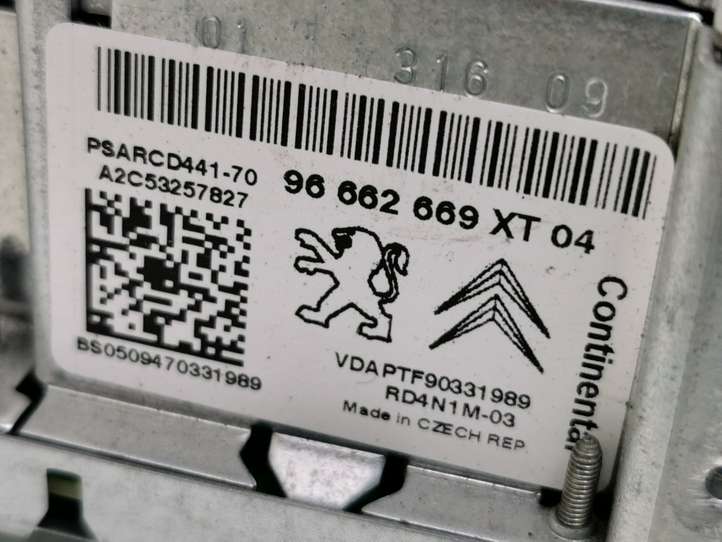 01 316 09
PSARCD441-70
A2C53257827
96 662 669 XT 04
BS0509470331989
VDAPTF90331989
RD4N1M-03
Made in CZECH REP
Continental